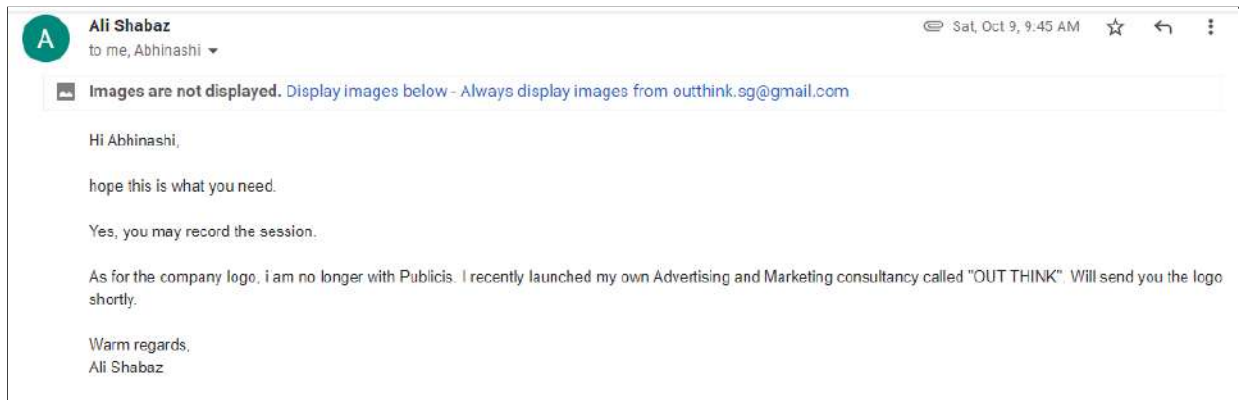 A
Ali Shabaz
Sat, Oct 9, 9:45 AM
to me, Abhinashi
Images are not displayed. Display images below - Always display images from outthink.sg@gmail.com
Hi Abhinashi,
hope this is what you need.
Yes, you may record the session.
As for the company logo, i am no longer with Publicis. I recently launched my own Advertising and Marketing consultancy called "OUT THINK". Will send you the logo
shortly.
Warm regards,
Ali Shabaz